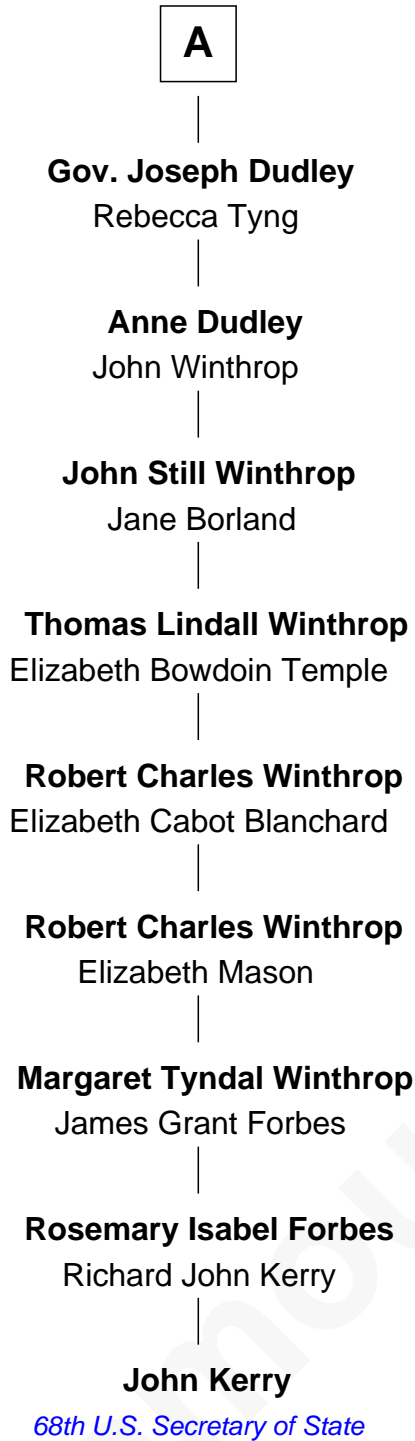 A
Gov. Joseph Dudley
Rebecca Tyng
Anne Dudley
John Winthrop
John Still Winthrop
Jane Borland
Thomas Lindall Winthrop
Elizabeth Bowdoin Temple
Robert Charles Winthrop
Elizabeth Cabot Blanchard
Robert Charles Winthrop
Elizabeth Mason
Margaret Tyndal Winthrop
James Grant Forbes
Rosemary Isabel Forbes
Richard John Kerry
John Kerry
68th U.S. Secretary of State